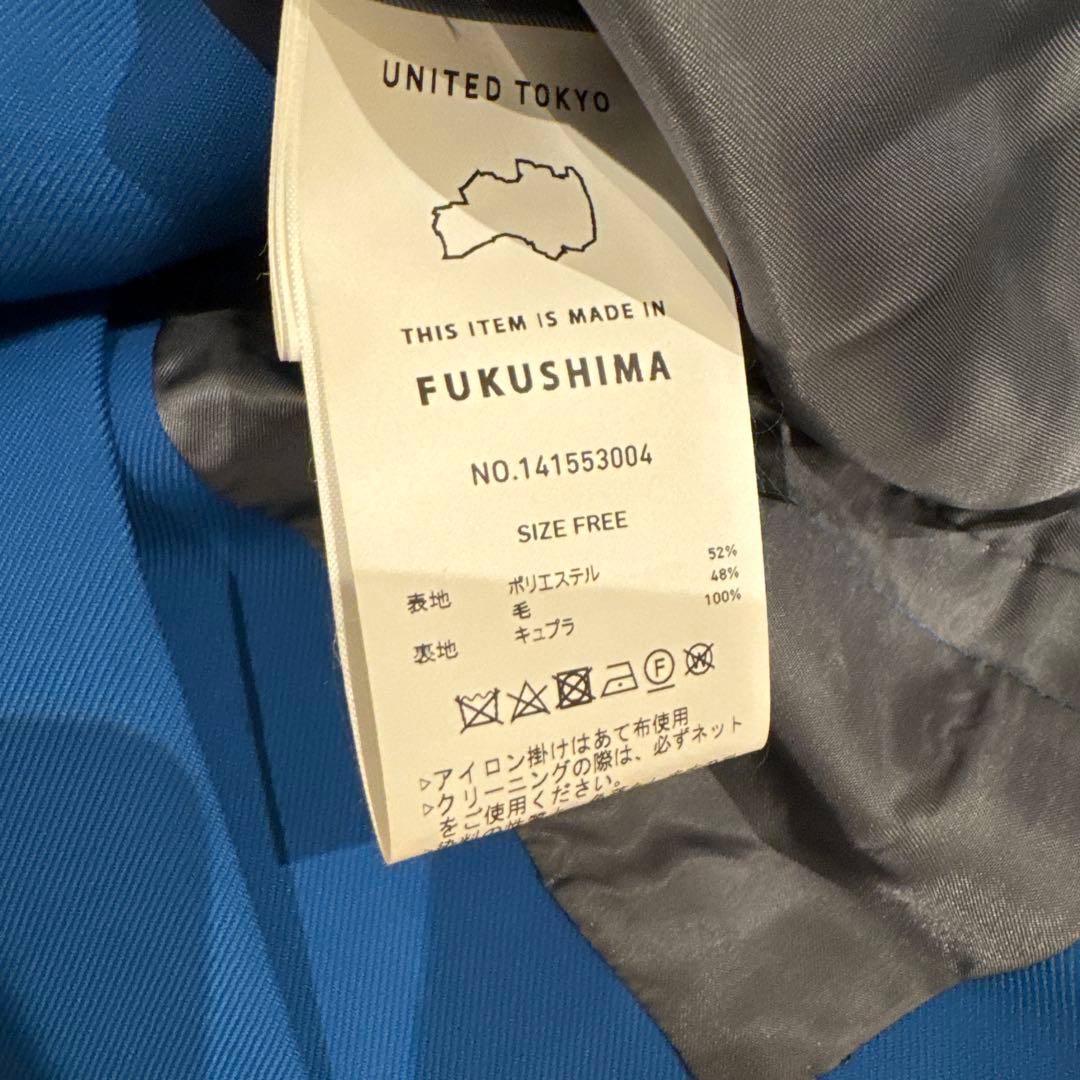 UNITED TOKYO
THIS ITEM IS MADE IN
FUKUSHIMA
NO.141553004
SIZE FREE
表地 ポリエステル 52%
毛 48%
裏地 キュプラ 100%
F W
▷アイロン掛けはあて布使用
▷クリーニングの際は、必ずネット
をご使用ください。